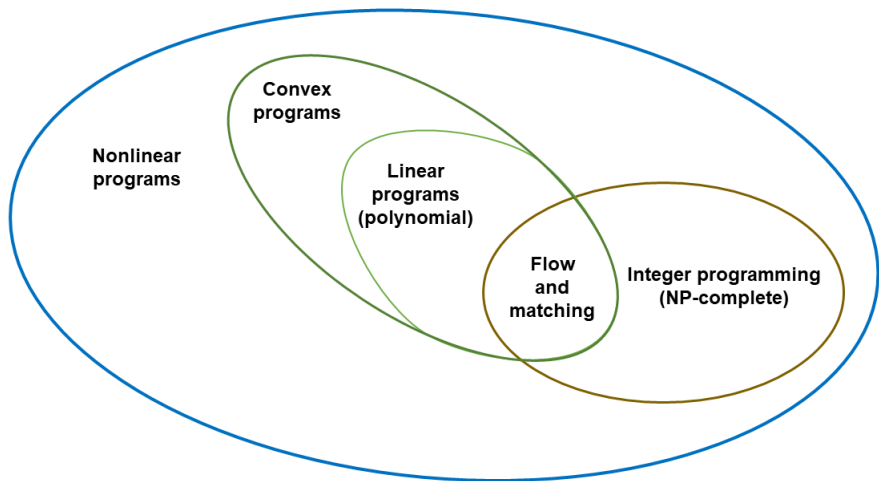 Convex
programs
Nonlinear
programs
Linear
programs
(polynomial)
Flow
and
matching
Integer programming
(NP-complete)